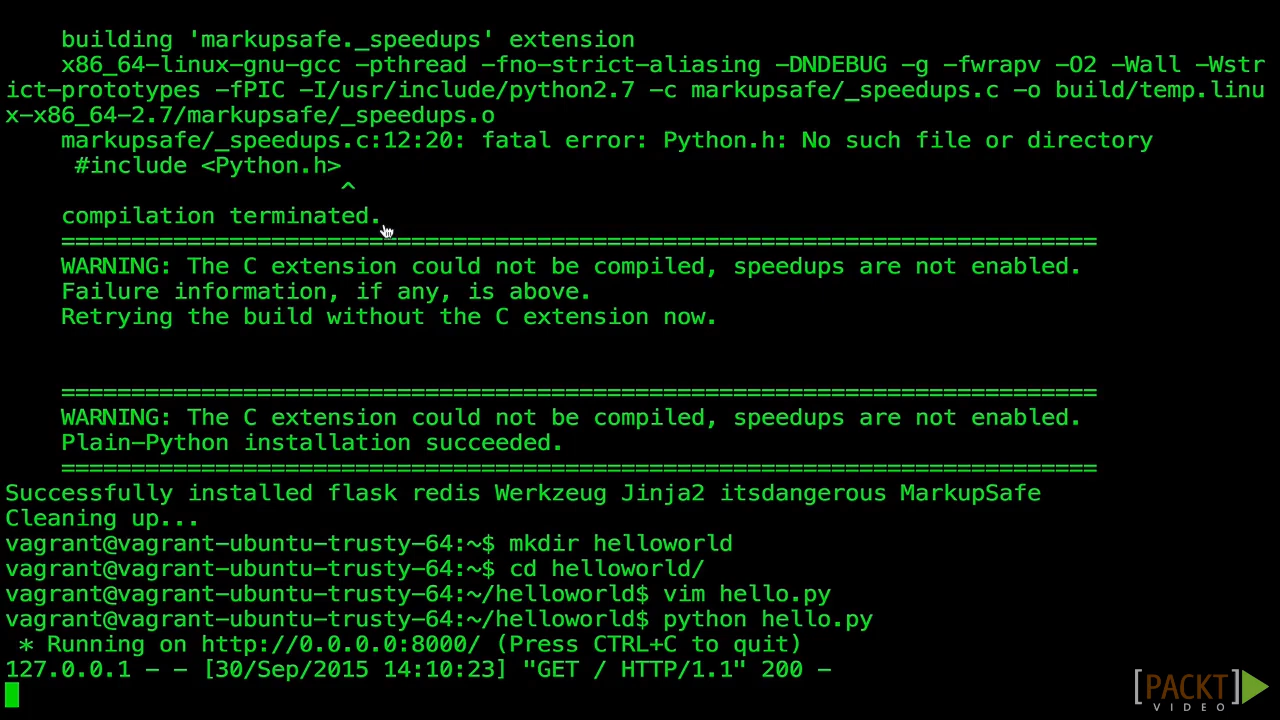 building 'markupsafe._speedups' extension
x86_64-linux-gnu-gcc -pthread -fno-strict-aliasing -DNDEBUG -g -fwrapv -O2 -Wall -Wstr
ict-prototypes -fPIC -I/usr/include/python2.7 -c markupsafe/_speedups.c -o build/temp.linu
x-x86_64-2.7/markupsafe/_speedups.o
markupsafe/_speedups.c:12:20: fatal error: Python.h: No such file or directory
#include <Python.h>
^
compilation terminated.
==========================================================================
WARNING: The C extension could not be compiled, speedups are not enabled.
Failure information, if any, is above.
Retrying the build without the C extension now.
==========================================================================
WARNING: The C extension could not be compiled, speedups are not enabled.
Plain-Python installation succeeded.
==========================================================================
Successfully installed flask redis Werkzeug Jinja2 itsdangerous MarkupSafe
Cleaning up...
vagrant@vagrant-ubuntu-trusty-64:~$ mkdir helloworld
vagrant@vagrant-ubuntu-trusty-64:~$ cd helloworld/
vagrant@vagrant-ubuntu-trusty-64:~/helloworld$ vim hello.py
vagrant@vagrant-ubuntu-trusty-64:~/helloworld$ python hello.py
* Running on http://0.0.0.0:8000/ (Press CTRL+C to quit)
127.0.0.1 - - [30/Sep/2015 14:10:23] "GET / HTTP/1.1" 200 -
[PACKT]
VIDEO